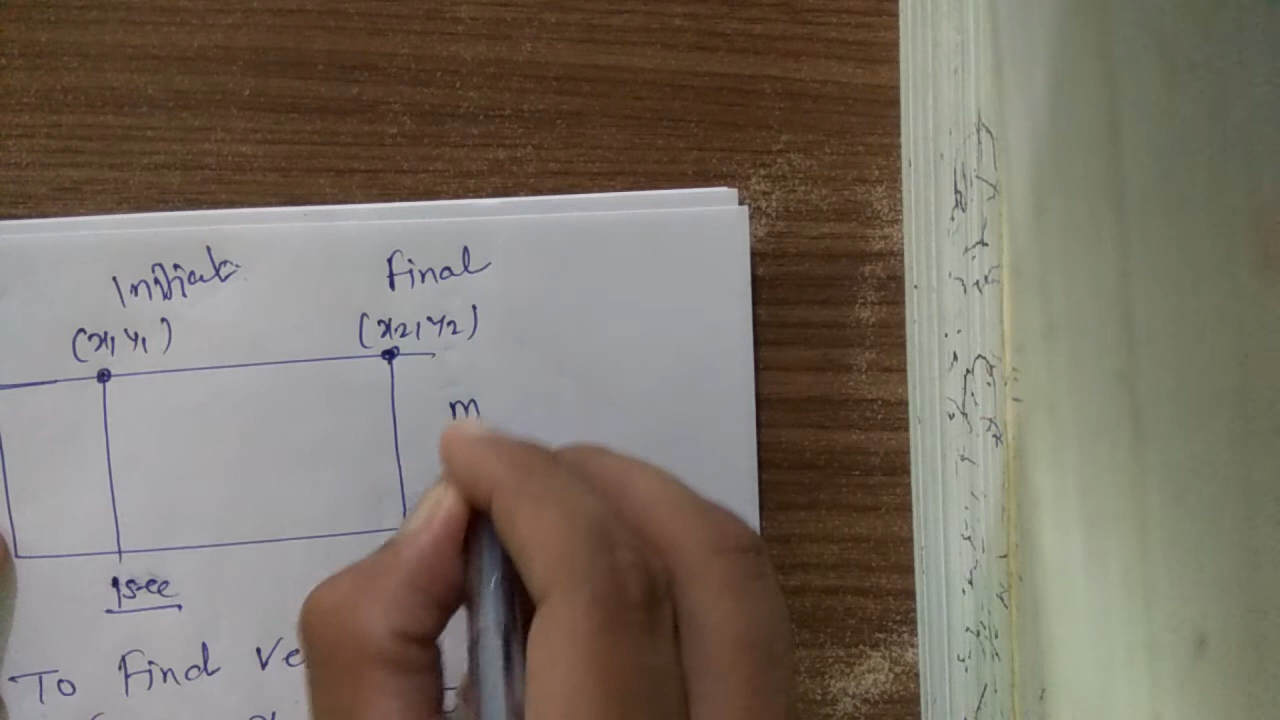 Initial Final
(x1, y1) (x2, y2)
m
1sec
To Find Ve